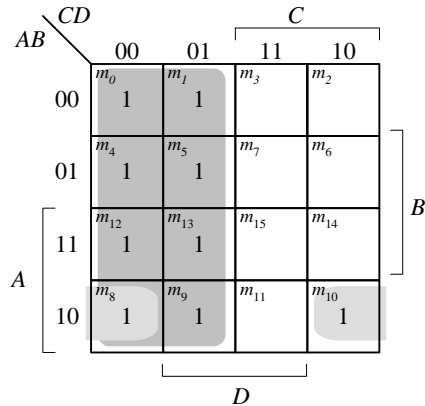 CD
C
AB
00 01 11 10
m₀ m₁ m₃ m₂
00 1 1
m₄ m₅ m₇ m₆
01 1 1
B
m₁₂ m₁₃ m₁₅ m₁₄
11 1 1
A
m₈ m₉ m₁₁ m₁₀
10 1 1 1
D